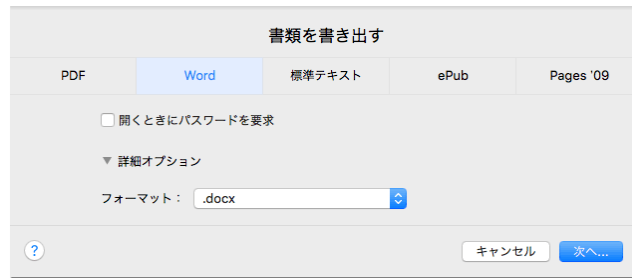 書類を書き出す
PDF Word 標準テキスト ePub Pages '09
開くときにパスワードを要求
▼ 詳細オプション
フォーマット： .docx
? キャンセル 次へ...